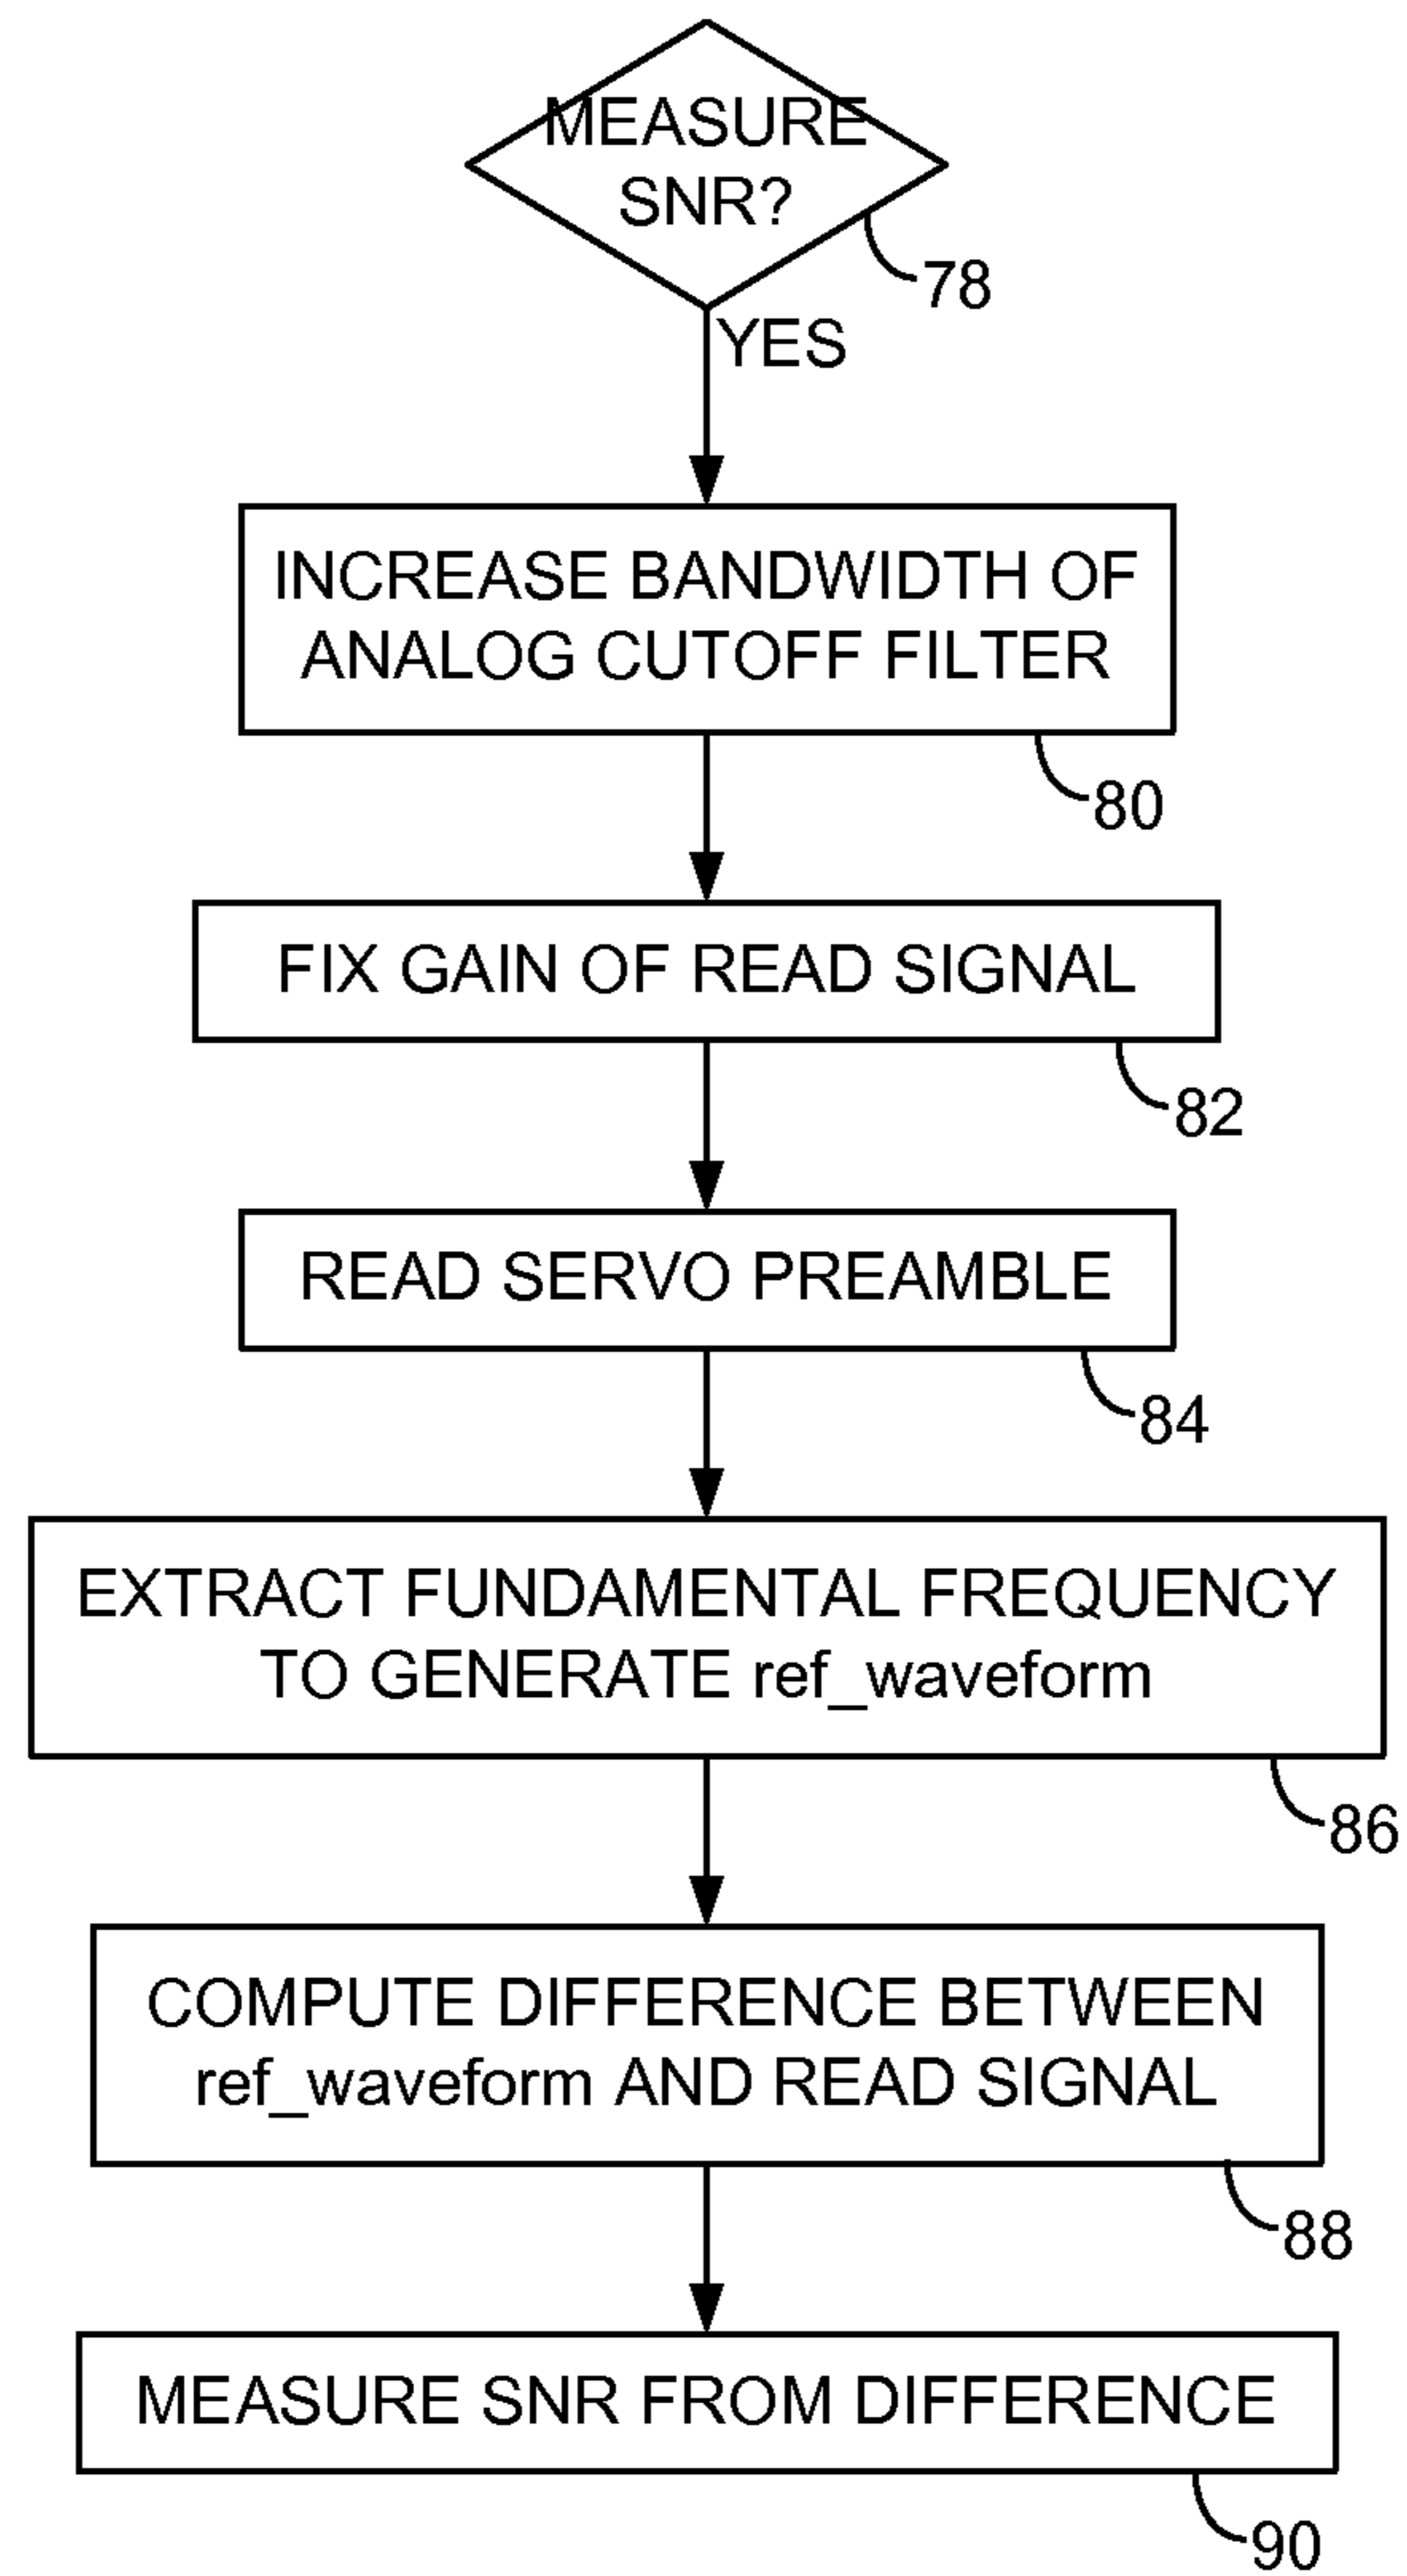 MEASURE
SNR?
78
YES
INCREASE BANDWIDTH OF
ANALOG CUTOFF FILTER
80
FIX GAIN OF READ SIGNAL
82
READ SERVO PREAMBLE
84
EXTRACT FUNDAMENTAL FREQUENCY
TO GENERATE ref_waveform
86
COMPUTE DIFFERENCE BETWEEN
ref_waveform AND READ SIGNAL
88
MEASURE SNR FROM DIFFERENCE
90